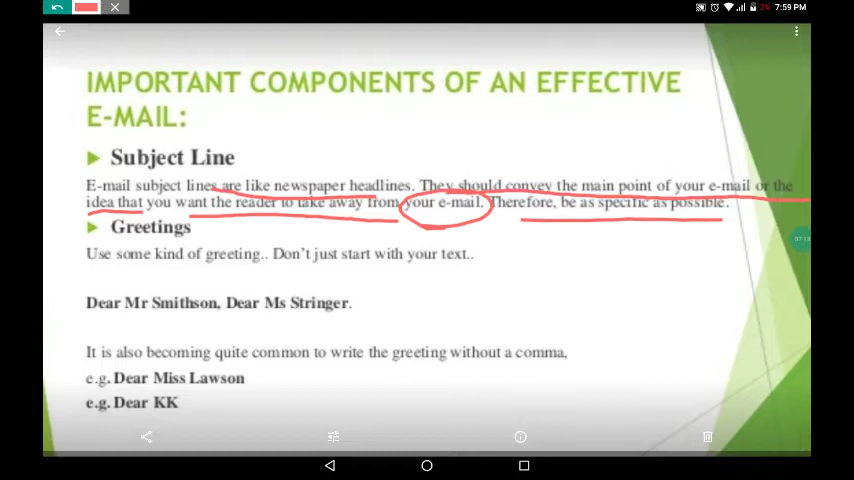 2% 7:59 PM
IMPORTANT COMPONENTS OF AN EFFECTIVE
E-MAIL:
Subject Line
E-mail subject lines are like newspaper headlines. They should convey the main point of your e-mail or the
idea that you want the reader to take away from your e-mail. Therefore, be as specific as possible.
Greetings
Use some kind of greeting.. Don't just start with your text..
Dear Mr Smithson, Dear Ms Stringer.
It is also becoming quite common to write the greeting without a comma,
e.g. Dear Miss Lawson
e.g. Dear KK